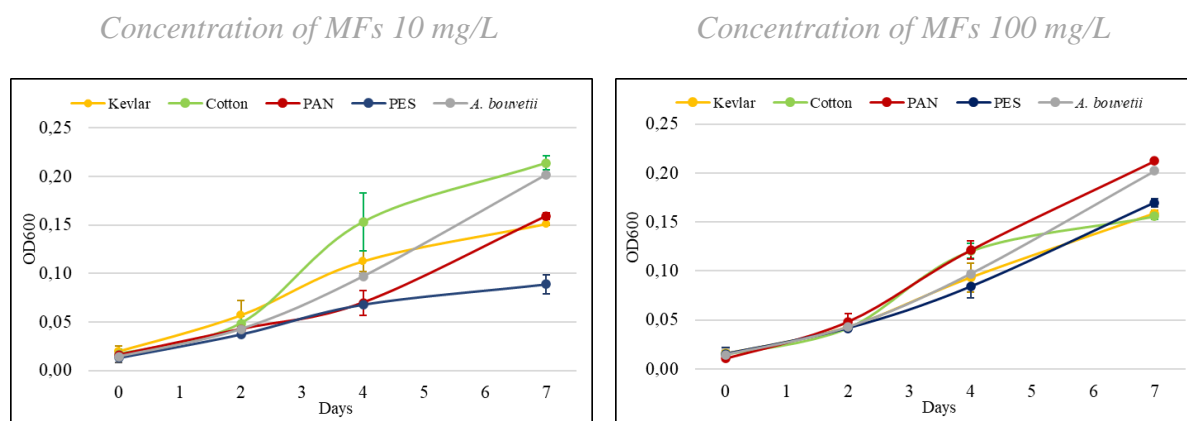 Concentration of MFs 10 mg/L
Kevlar Cotton PAN PES A. bouvetii
0,25
0,20
0,15
0,10
0,05
0,00
OD600
0 1 2 3 4 5 6 7
Days
Concentration of MFs 100 mg/L
Kevlar Cotton PAN PES A. bouvetii
0,25
0,20
0,15
0,10
0,05
0,00
OD600
0 1 2 3 4 5 6 7
Days